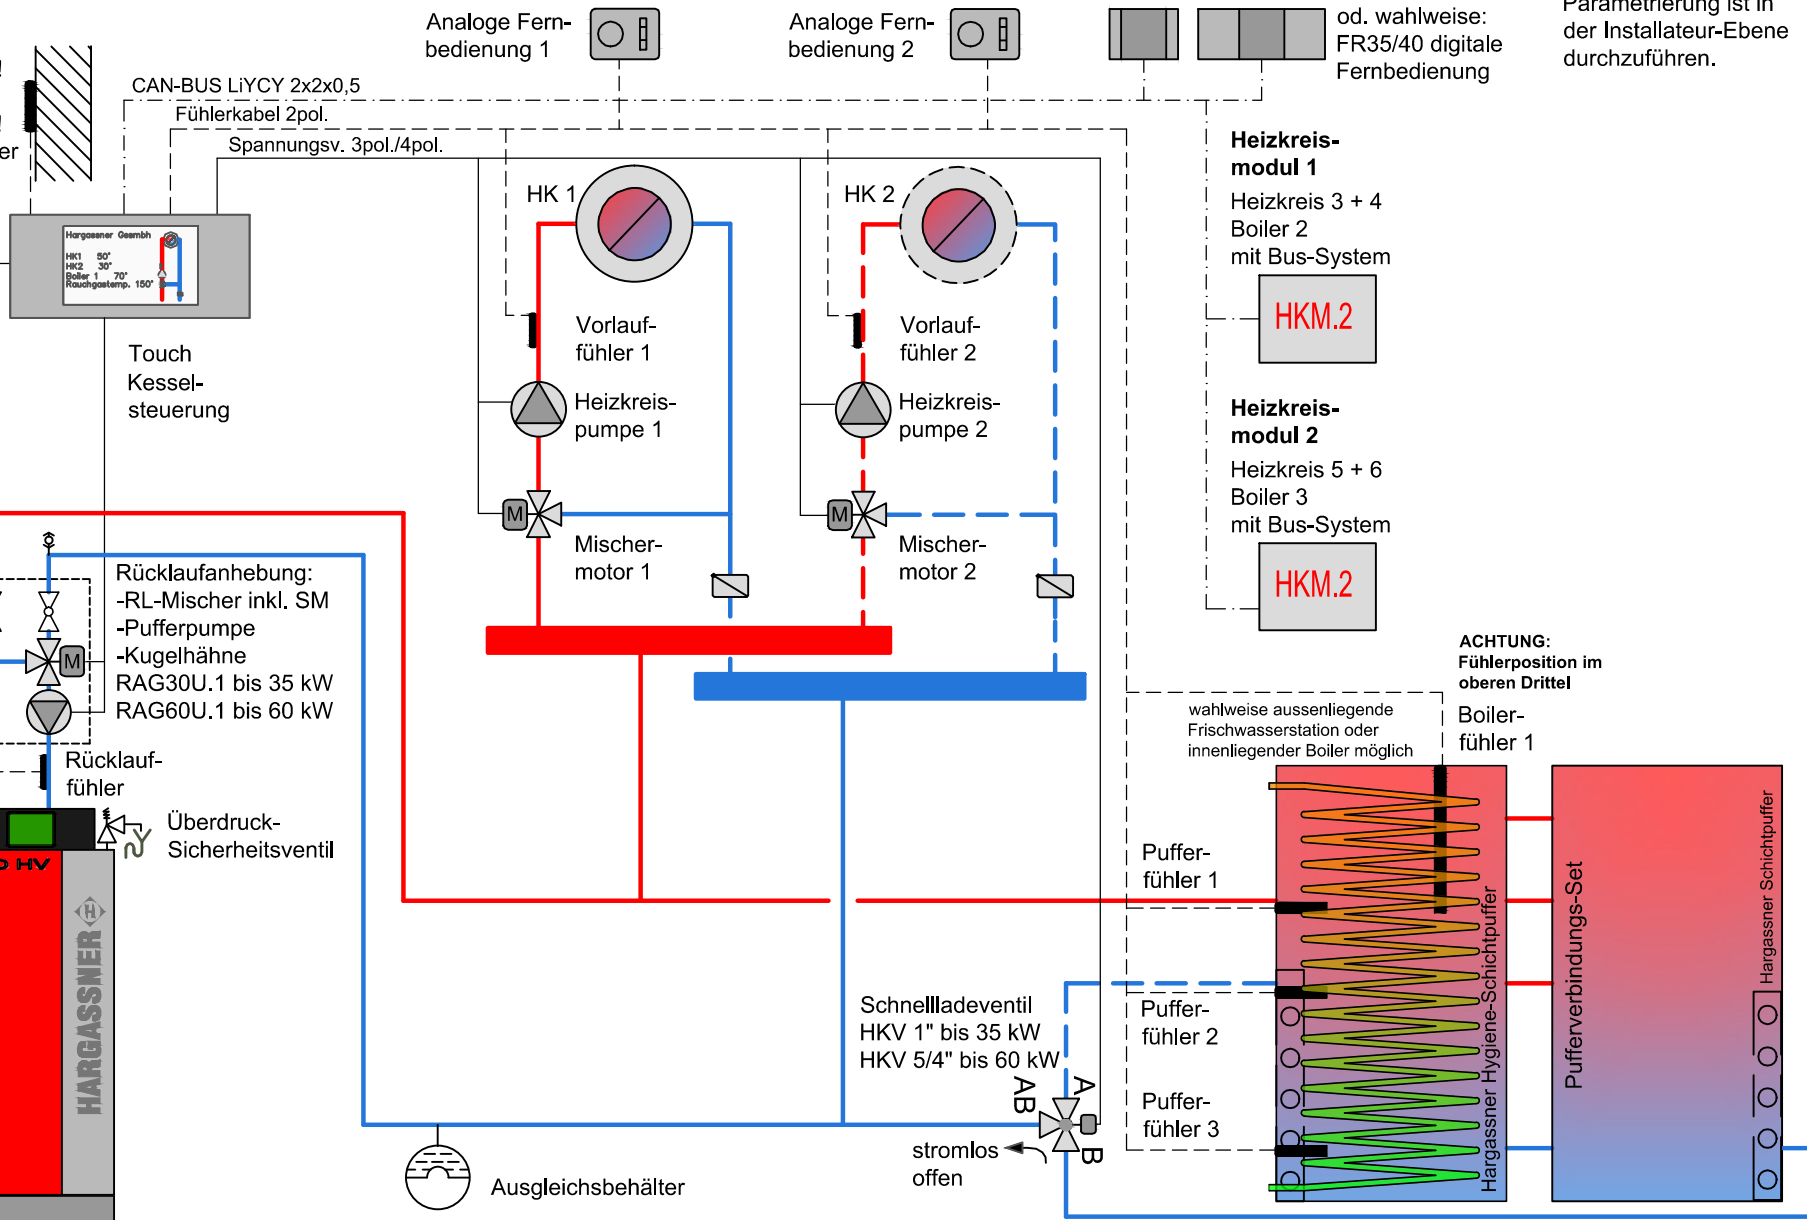 Analoge Fern-
bedienung 1
Analoge Fern-
bedienung 2
od. wahlweise:
FR35/40 digitale
Fernbedienung
Parametrierung ist in
der Installateur-Ebene
durchzuführen.
!
!
er
CAN-BUS LiYCY 2x2x0,5
Fühlerkabel 2pol.
Spannungsv. 3pol./4pol.
Hargassner Gesmbh
HK1 50°
HK2 30°
Boiler 1 70°
Rauchgastemp. 150°
Touch
Kessel-
steuerung
HK 1
HK 2
Vorlauf-
fühler 1
Vorlauf-
fühler 2
Heizkreis-
pumpe 1
Heizkreis-
pumpe 2
M
M
Mischer-
motor 1
Mischer-
motor 2
Heizkreis-
modul 1
Heizkreis 3 + 4
Boiler 2
mit Bus-System
HKM.2
Heizkreis-
modul 2
Heizkreis 5 + 6
Boiler 3
mit Bus-System
HKM.2
Rücklaufanhebung:
-RL-Mischer inkl. SM
-Pufferpumpe
-Kugelhähne
RAG30U.1 bis 35 kW
RAG60U.1 bis 60 kW
M
Rücklauf-
fühler
Überdruck-
Sicherheitsventil
HV
H
HARGASSNER
ACHTUNG:
Fühlerposition im
oberen Drittel
Boiler-
fühler 1
wahlweise aussenliegende
Frischwasserstation oder
innenliegender Boiler möglich
Puffer-
fühler 1
Puffer-
fühler 2
Puffer-
fühler 3
Hargassner Hygiene-Schichtpuffer
Pufferverbindungs-Set
Hargassner Schichtpuffer
Schnellladeventil
HKV 1" bis 35 kW
HKV 5/4" bis 60 kW
A
AB
B
stromlos
offen
Ausgleichsbehälter